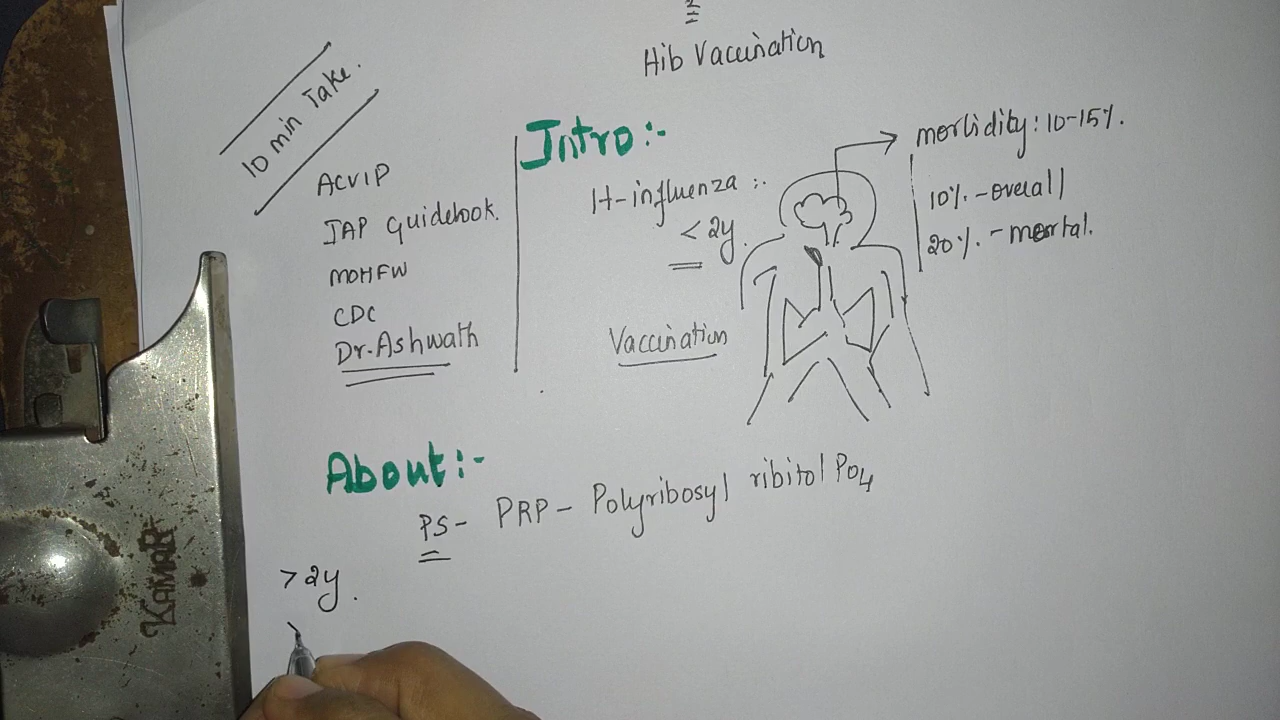 Hib Vaccination
10 min Take.
ACVIP
IAP Guidebook.
MOHFW
CDC
Dr. Ashwath
Intro:-
H-influenza :.
< 2y.
Vaccination
morbidity: 10-15%.
10%. - overall
20%. - mortal.
About:-
PS - PRP - Polyribosyl ribitol PO4
> 2y.
KAMAR